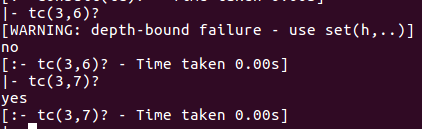 |- tc(3,6)?
[WARNING: depth-bound failure - use set(h,..)]
no
[:- tc(3,6)? - Time taken 0.00s]
|- tc(3,7)?
yes
[:- tc(3,7)? - Time taken 0.00s]